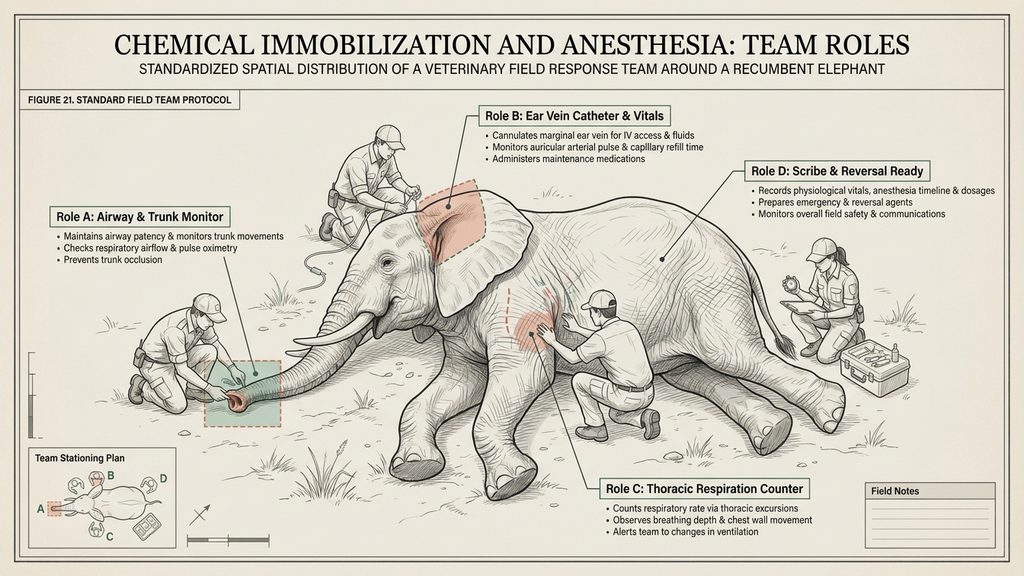 CHEMICAL IMMOBILIZATION AND ANESTHESIA: TEAM ROLES
STANDARDIZED SPATIAL DISTRIBUTION OF A VETERINARY FIELD RESPONSE TEAM AROUND A RECUMBENT ELEPHANT
FIGURE 21. STANDARD FIELD TEAM PROTOCOL
Role B: Ear Vein Catheter & Vitals
• Cannulates marginal ear vein for IV access & fluids
• Monitors auricular arterial pulse & capillary refill time
• Administers maintenance medications
Role D: Scribe & Reversal Ready
• Records physiological vitals, anesthesia timeline & dosages
• Prepares emergency & reversal agents
• Monitors overall field safety & communications
Role A: Airway & Trunk Monitor
• Maintains airway patency & monitors trunk movements
• Checks respiratory airflow & pulse oximetry
• Prevents trunk occlusion
Role C: Thoracic Respiration Counter
• Counts respiratory rate via thoracic excursions
• Observes breathing depth & chest wall movement
• Alerts team to changes in ventilation
Team Stationing Plan
B
D
A
C
Field Notes